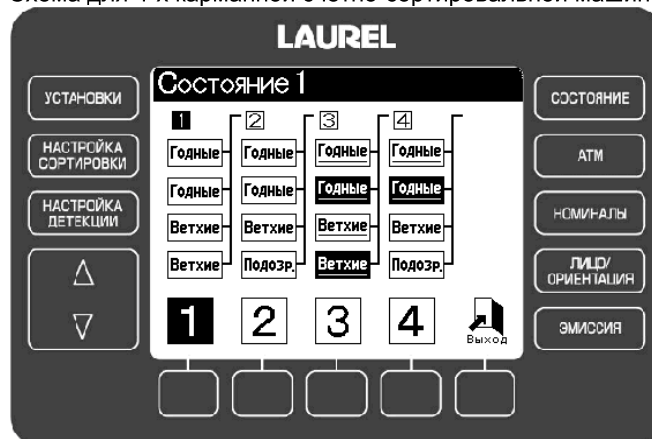 Схема для 4-х карманной счетно-сортировальной машин
LAUREL
Состояние 1
1 2 3 4
Годные Годные Годные Годные
Годные Годные Годные Годные
Ветхие Ветхие Ветхие Ветхие
Ветхие Подозр. Ветхие Подозр.
1 2 3 4
Выход
УСТАНОВКИ
НАСТРОЙКА
СОРТИРОВКИ
НАСТРОЙКА
ДЕТЕКЦИИ
СОСТОЯНИЕ
ATM
НОМИНАЛЫ
ЛИЦО/
ОРИЕНТАЦИЯ
ЭМИССИЯ